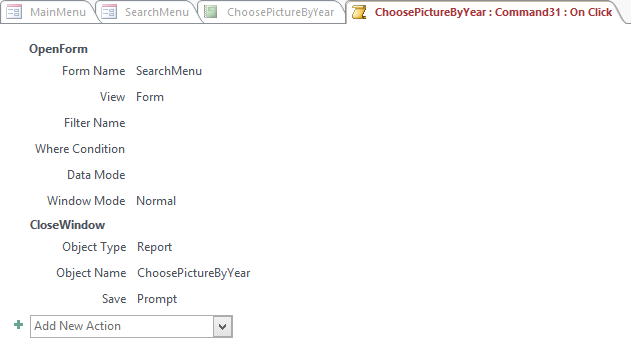 MainMenu SearchMenu ChoosePictureByYear ChoosePictureByYear : Command31 : On Click
OpenForm
Form Name SearchMenu
View Form
Filter Name
Where Condition
Data Mode
Window Mode Normal
CloseWindow
Object Type Report
Object Name ChoosePictureByYear
Save Prompt
Add New Action